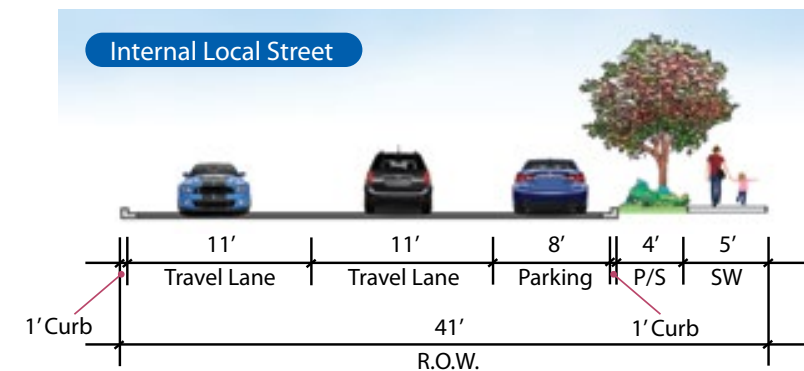 Internal Local Street
11’ 11’ 8’ 4’ 5’
Travel Lane Travel Lane Parking P/S SW
1’ Curb 41’ 1’ Curb
R.O.W.